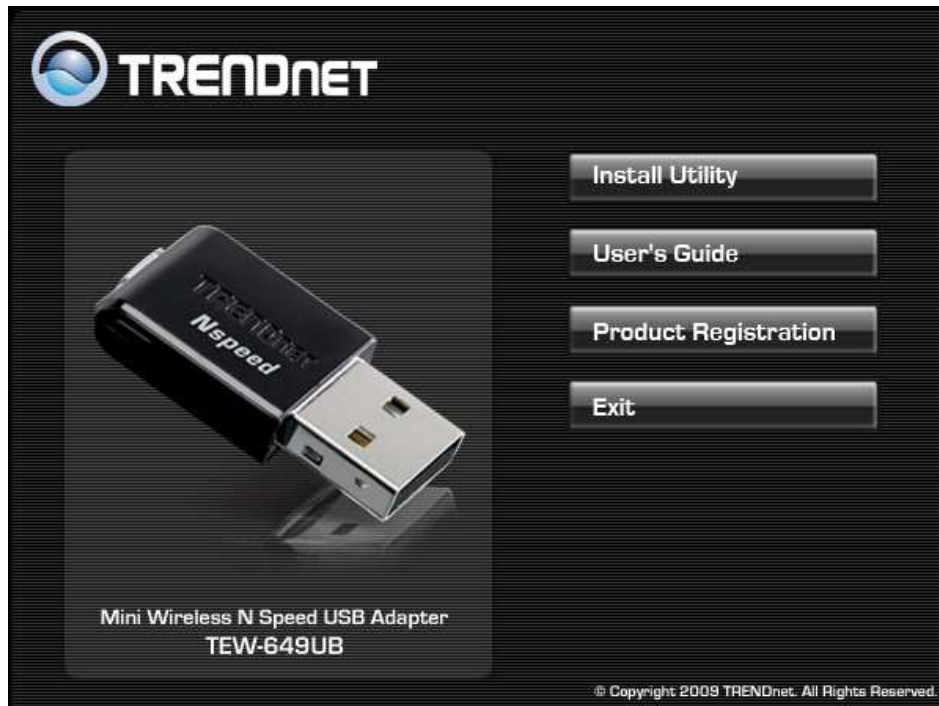 TRENDnet
Install Utility
User's Guide
Product Registration
Exit
TRENDnet
Nspeed
Mini Wireless N Speed USB Adapter
TEW-649UB
© Copyright 2009 TRENDnet. All Rights Reserved.